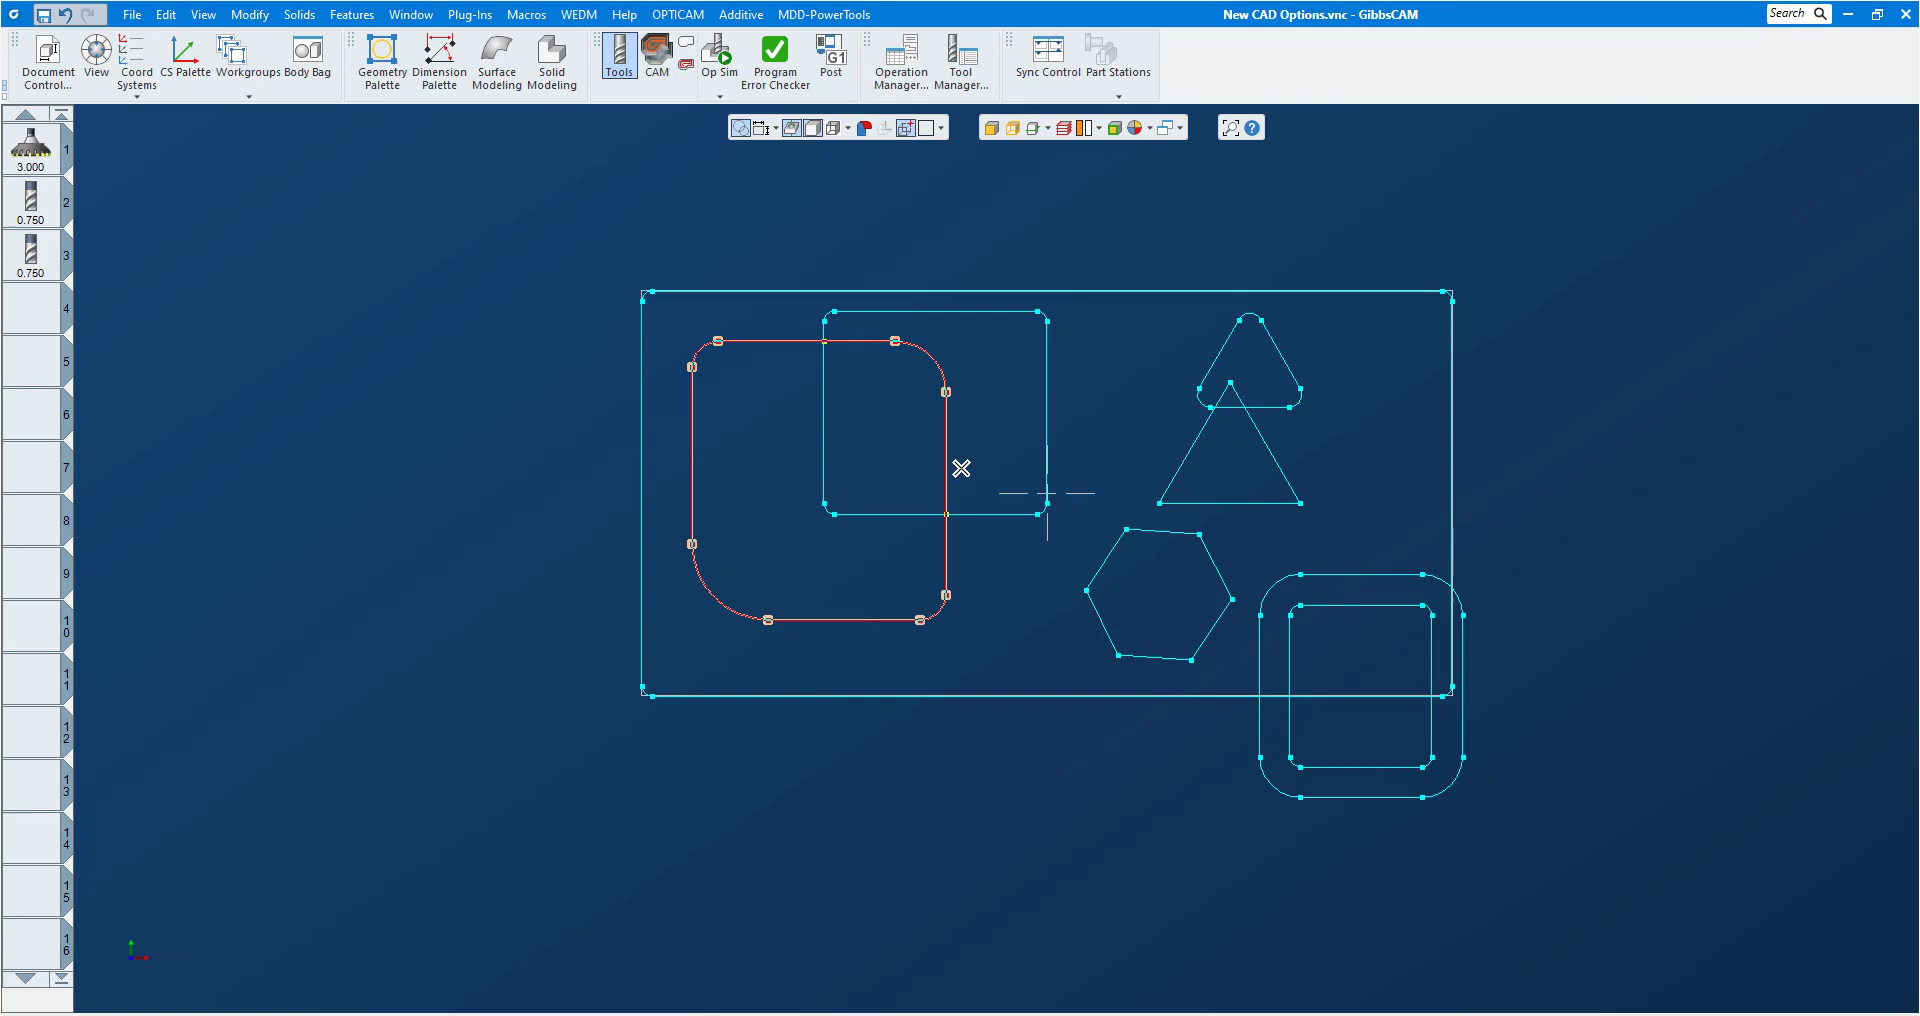 File Edit View Modify Solids Features Window Plug-Ins Macros WEDM Help OPTICAM Additive MDD-PowerTools New CAD Options.vnc - GibbsCAM Search
Document Control...
View
Coord Systems
CS Palette
Workgroups
Body Bag
Geometry Palette
Dimension Palette
Surface Modeling
Solid Modeling
Tools
CAM
Op Sim
Program Error Checker
G1
Post
Operation Manager...
Tool Manager...
Sync Control
Part Stations
1
3.000
2
0.750
3
0.750
4
5
6
7
8
9
10
11
12
13
14
15
16